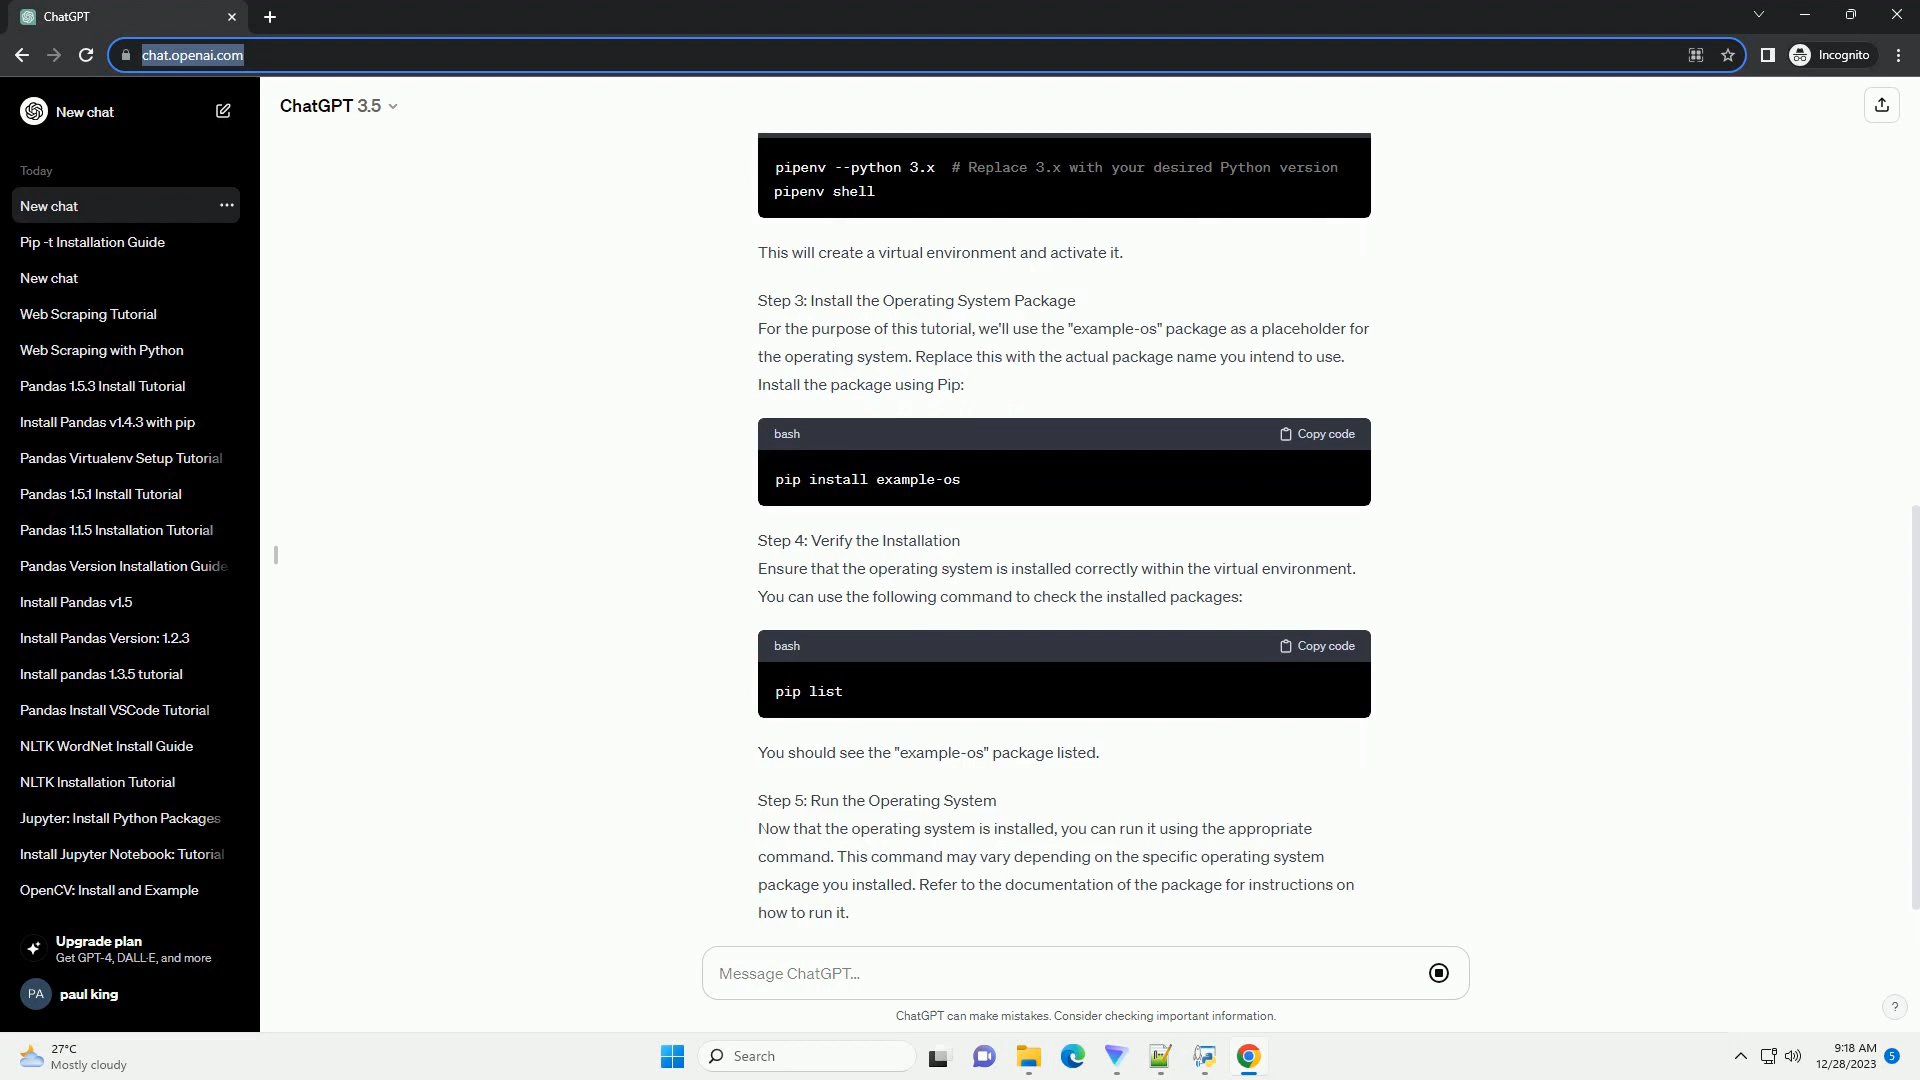 ChatGPT
chat.openai.com
Incognito
New chat
Today
New chat
Pip -t Installation Guide
New chat
Web Scraping Tutorial
Web Scraping with Python
Pandas 1.5.3 Install Tutorial
Install Pandas v1.4.3 with pip
Pandas Virtualenv Setup Tutorial
Pandas 1.5.1 Install Tutorial
Pandas 1.1.5 Installation Tutorial
Pandas Version Installation Guide
Install Pandas v1.5
Install Pandas Version: 1.2.3
Install pandas 1.3.5 tutorial
Pandas Install VSCode Tutorial
NLTK WordNet Install Guide
NLTK Installation Tutorial
Jupyter: Install Python Packages
Install Jupyter Notebook: Tutorial
OpenCV: Install and Example
Upgrade plan
Get GPT-4, DALL·E, and more
PA
paul king
ChatGPT 3.5
pipenv --python 3.x  # Replace 3.x with your desired Python version
pipenv shell
This will create a virtual environment and activate it.
Step 3: Install the Operating System Package
For the purpose of this tutorial, we'll use the "example-os" package as a placeholder for
the operating system. Replace this with the actual package name you intend to use.
Install the package using Pip:
bash
Copy code
pip install example-os
Step 4: Verify the Installation
Ensure that the operating system is installed correctly within the virtual environment.
You can use the following command to check the installed packages:
bash
Copy code
pip list
You should see the "example-os" package listed.
Step 5: Run the Operating System
Now that the operating system is installed, you can run it using the appropriate
command. This command may vary depending on the specific operating system
package you installed. Refer to the documentation of the package for instructions on
how to run it.
Message ChatGPT...
ChatGPT can make mistakes. Consider checking important information.
?
27°C
Mostly cloudy
Search
9:18 AM
12/28/2023
5